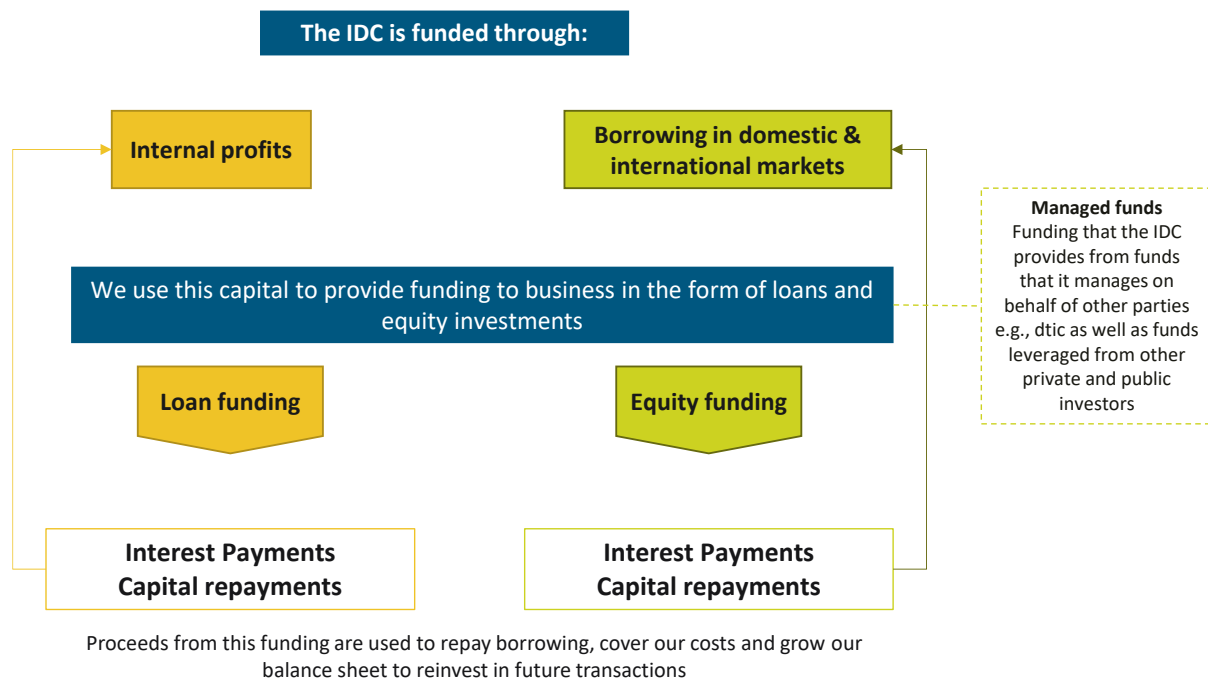 The IDC is funded through:
Internal profits
Borrowing in domestic &
international markets
Managed funds
Funding that the IDC
provides from funds
that it manages on
behalf of other parties
e.g., dtic as well as funds
leveraged from other
private and public
investors
We use this capital to provide funding to business in the form of loans and
equity investments
Loan funding
Equity funding
Interest Payments
Capital repayments
Interest Payments
Capital repayments
Proceeds from this funding are used to repay borrowing, cover our costs and grow our
balance sheet to reinvest in future transactions